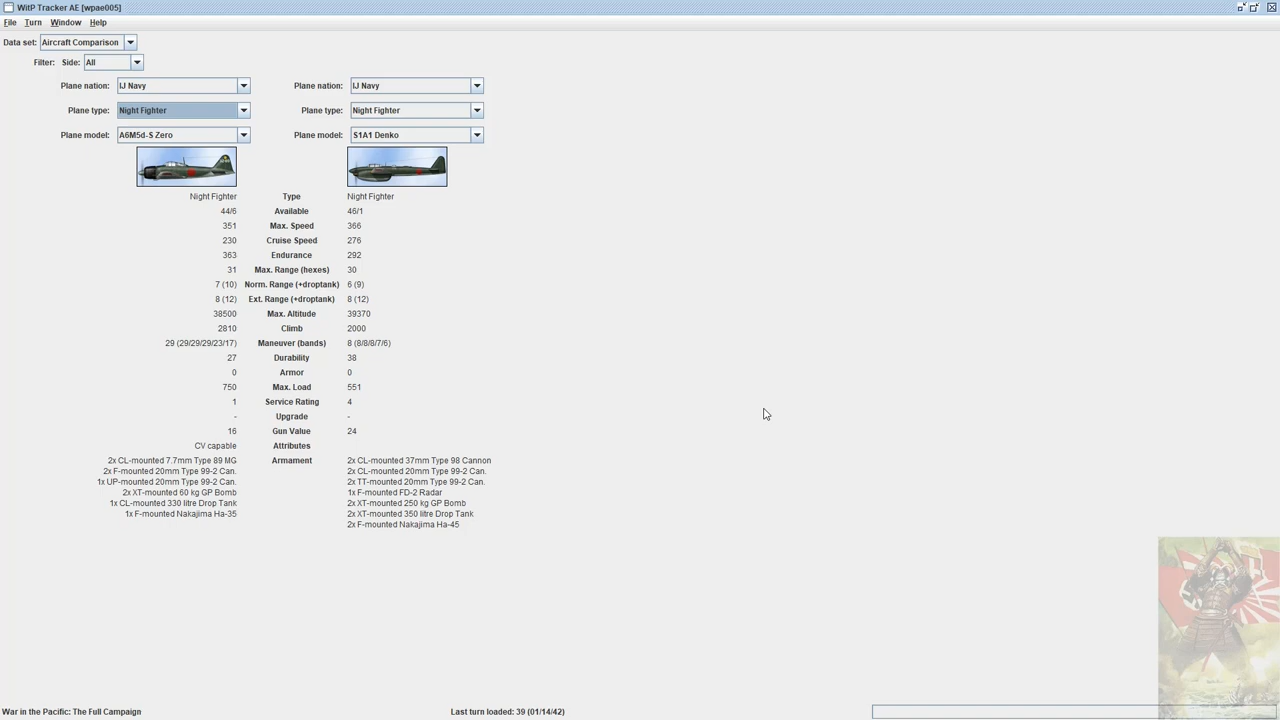 WitP Tracker AE [wpae005]
File Turn Window Help
Data set: Aircraft Comparison
Filter: Side: All
Plane nation: IJ Navy Plane nation: IJ Navy
Plane type: Night Fighter Plane type: Night Fighter
Plane model: A6M5d-S Zero Plane model: S1A1 Denko
Night Fighter Type Night Fighter
44/6 Available 46/1
351 Max. Speed 366
230 Cruise Speed 276
363 Endurance 292
31 Max. Range (hexes) 30
7 (10) Norm. Range (+droptank) 6 (9)
8 (12) Ext. Range (+droptank) 8 (12)
38500 Max. Altitude 39370
2810 Climb 2000
29 (29/29/29/23/17) Maneuver (bands) 8 (8/8/8/7/6)
27 Durability 38
0 Armor 0
750 Max. Load 551
1 Service Rating 4
- Upgrade -
16 Gun Value 24
CV capable Attributes
2x CL-mounted 7.7mm Type 89 MG Armament 2x CL-mounted 37mm Type 98 Cannon
2x F-mounted 20mm Type 99-2 Can. 2x CL-mounted 20mm Type 99-2 Can.
1x UP-mounted 20mm Type 99-2 Can. 2x TT-mounted 20mm Type 99-2 Can.
2x XT-mounted 60 kg GP Bomb 1x F-mounted FD-2 Radar
1x CL-mounted 330 litre Drop Tank 2x XT-mounted 250 kg GP Bomb
1x F-mounted Nakajima Ha-35 2x XT-mounted 350 litre Drop Tank
2x F-mounted Nakajima Ha-45
War in the Pacific: The Full Campaign Last turn loaded: 39 (01/14/42)